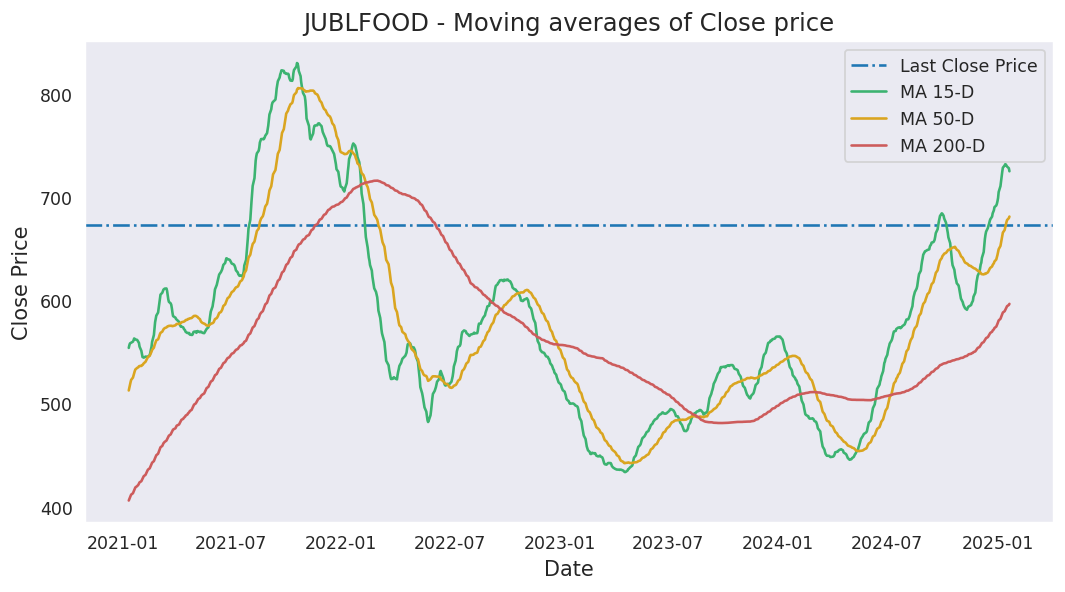 JUBLFOOD - Moving averages of Close price
Last Close Price
MA 15-D
MA 50-D
MA 200-D
Close Price
800
700
600
500
400
2021-01 2021-07 2022-01 2022-07 2023-01 2023-07 2024-01 2024-07 2025-01
Date